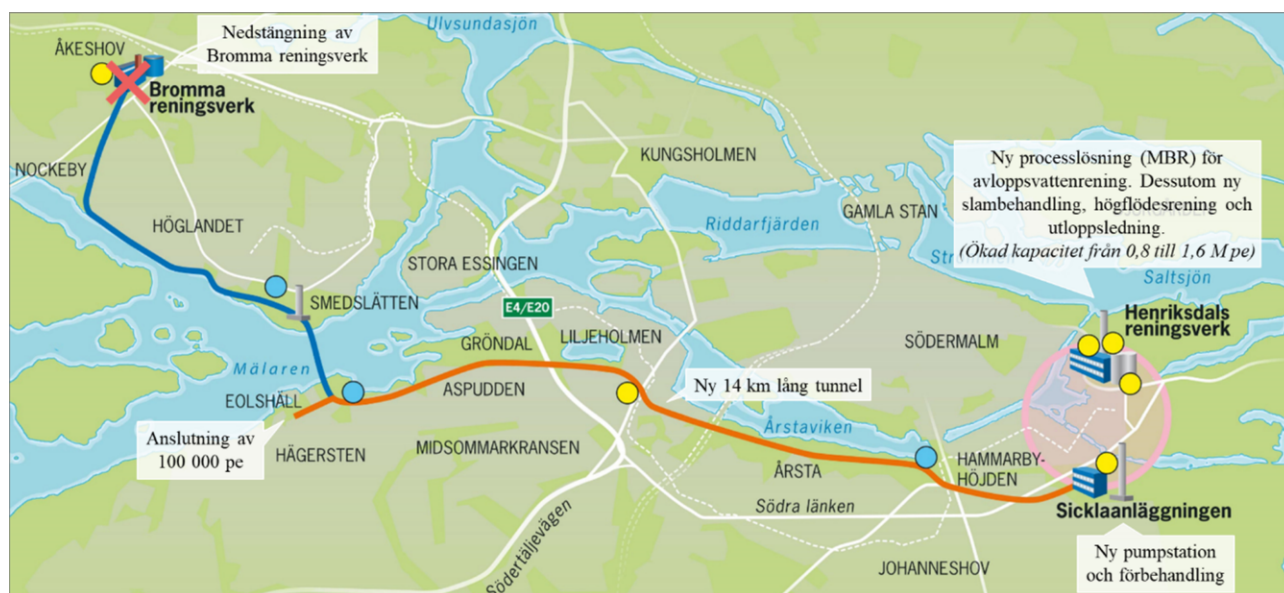 Ulvsundasjön
Nedstängning av
Bromma reningsverk
ÅKESHOV
Bromma
reningsverk
NOCKEBY
KUNGSHOLMEN
Ny processlösning (MBR) för
avloppsvattenrening. Dessutom ny
slambehandling, högflödesrening och
utloppsledning.
(Ökad kapacitet från 0,8 till 1,6 M pe)
HÖGLANDET
Riddarfjärden
GAMLA STAN
STORA ESSINGEN
Saltsjön
SMEDSLÄTTEN
E4/E20
Henriksdals
reningsverk
LILJEHOLMEN
GRÖNDAL
SÖDERMALM
Mälaren
ASPUDDEN
Ny 14 km lång tunnel
EOLSHÄLL
Anslutning av
100 000 pe
HÄGERSTEN
MIDSOMMARKRANSEN
Årstaviken
ÅRSTA
HAMMARBY-
HÖJDEN
Södra länken
Sicklaanläggningen
Södertäljevägen
Ny pumpstation
och förbehandling
JOHANNESHOV